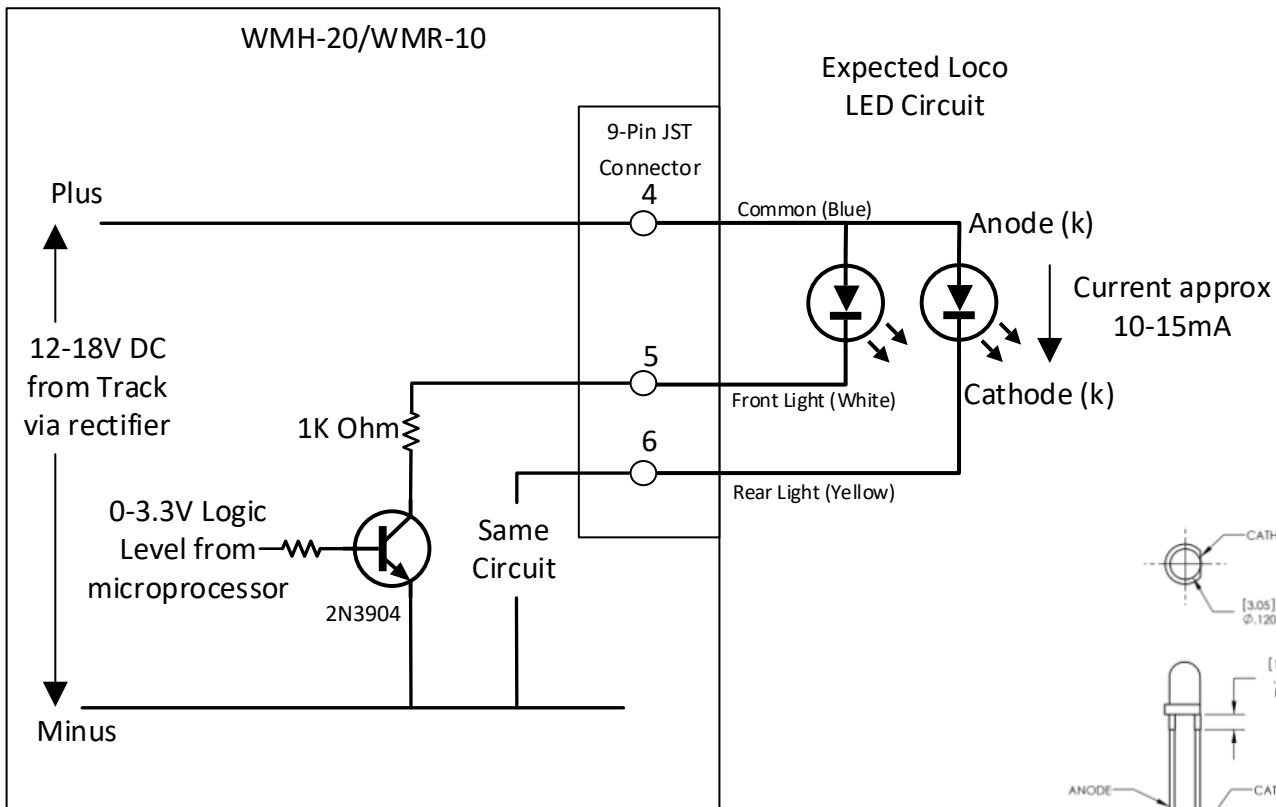 WMH-20/WMR-10
Expected Loco
LED Circuit
9-Pin JST
Connector
4
Plus
Common (Blue)
Anode (k)
Current approx
10-15mA
12-18V DC
from Track
via rectifier
5
Front Light (White)
Cathode (k)
1K Ohm
6
Rear Light (Yellow)
0-3.3V Logic
Level from
microprocessor
Same
Circuit
2N3904
Minus
[3.05]
ANODE